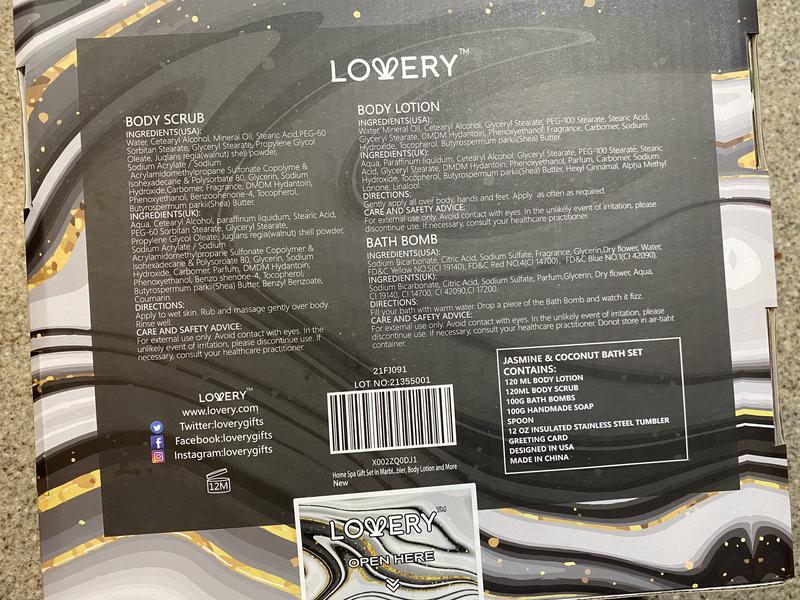 LOVERY™
BODY SCRUB
INGREDIENTS(USA):
Water, Cetearyl Alcohol, Mineral Oil, Stearic Acid,PEG-60
Sorbitan Stearate, Glyceryl Stearate, Propylene Glycol
Oleate, Juglans regia(walnut) shell powder,
Sodium Acrylate / Sodium
Acrylamidomethylpropane Sulfonate Copolyme &
Isohexadecane & Polysorbate 80, Glycerin, Sodium
Hydroxide,Carbomer, Fragrance, DMDM Hydantoin,
Phenoxyethanol, Benzoohenone-4, Tocopherol,
Butyrospermum parkii(Shea) Butter.
INGREDIENTS(UK):
Aqua, Cetearyl Alcohol, paraffinum liquidum, Stearic Acid,
PEG-60 Sorbitan Stearate, Glyceryl Stearate,
Propylene Glycol Oleate, Juglans regia(walnut) shell powder,
Sodium Acrylate / Sodium
Acrylamidomethylpropane Sulfonate Copolymer &
Isohexadecane & Polysorbate 80, Glycerin, Sodium
Hydroxide, Carbomer, Parfum, DMDM Hydantoin,
Phenoxyethanol, Benzo shenone-4, Tocopherol;
Butyrospermum parkii(Shea) Butter, Benzyl Benzoate,
Cournarin.
DIRECTIONS:
Apply to wet skin. Rub and massage gently over body.
Rinse well.
CARE AND SAFETY ADVICE:
For external use only. Avoid contact with eyes. In the
unlikely event of irritation, please discontinue use. If
necessary, consult your healthcare practitioner.
BODY LOTION
INGREDIENTS(USA):
Water, Mineral Oil, Cetearyl Alcohol, Glyceryl Stearate, PEG-100 Stearate, Stearic Acid,
Glyceryl Stearate, DMDM Hydantoin, Phenoxyethanol, Fragrance, Carbomer, Sodium
Hydroxide, Tocopherol, Butyrospermum parkii(Shea) Butter.
INGREDIENTS(UK):
Aqua, Paraffinum liquidum, Cetearyl Alcohol, Glyceryl Stearate, PEG-100 Stearate, Stearic
Acid, Glyceryl Stearate, DMDM Hydantoin, Phenoxyethanol, Parfum, Carbomer, Sodium
Hydroxide, Tocopherol, Butyrospermum parkii(Shea) Butter, Hexyl Cinnamal, Alpha Methyl
Lonone, Linalool.
DIRECTIONS:
Gently apply all over body, hands and feet. Apply as often as required.
CARE AND SAFETY ADVICE:
For external use only. Avoid contact with eyes. In the unlikely event of irritation, please
discontinue use. If necessary, consult your healthcare practitioner.
BATH BOMB
INGREDIENTS(USA):
Sodium Bicarbonate, Citric Acid, Sodium Sulfate, Fragrance, Glycerin,Dry flower, Water,
FD&C Yellow NO.5(CI 19140), FD&C Red NO.4(CI 14700), FD&C Blue NO.1(CI 42090).
INGREDIENTS(UK):
Sodium Bicarbonate, Citric Acid, Sodium Sulfate, Parfum,Glycerin, Dry flower, Aqua,
CI 19140, CI 14700, CI 42090,CI 17200.
DIRECTIONS:
Fill your bath with warm water. Drop a piece of the Bath Bomb and watch it fizz.
CARE AND SAFETY ADVICE:
For external use only. Avoid contact with eyes. In the unlikely event of irritation, please
discontinue use. If necessary, consult your healthcare practitioner. Donot store in air-tiaht
container.
21FJ091
LOT NO:21355001
X002ZQ0DJ1
Home Spa Gift Set in Marbl...bler, Body Lotion and More
New
JASMINE & COCONUT BATH SET
CONTAINS:
120 ML BODY LOTION
120ML BODY SCRUB
100G BATH BOMBS
100G HANDMADE SOAP
SPOON
12 OZ INSULATED STAINLESS STEEL TUMBLER
GREETING CARD
DESIGNED IN USA
MADE IN CHINA
LOVERY™
www.lovery.com
Twitter:loverygifts
Facebook:loverygifts
Instagram:loverygifts
12M
LOVERY™
OPEN HERE